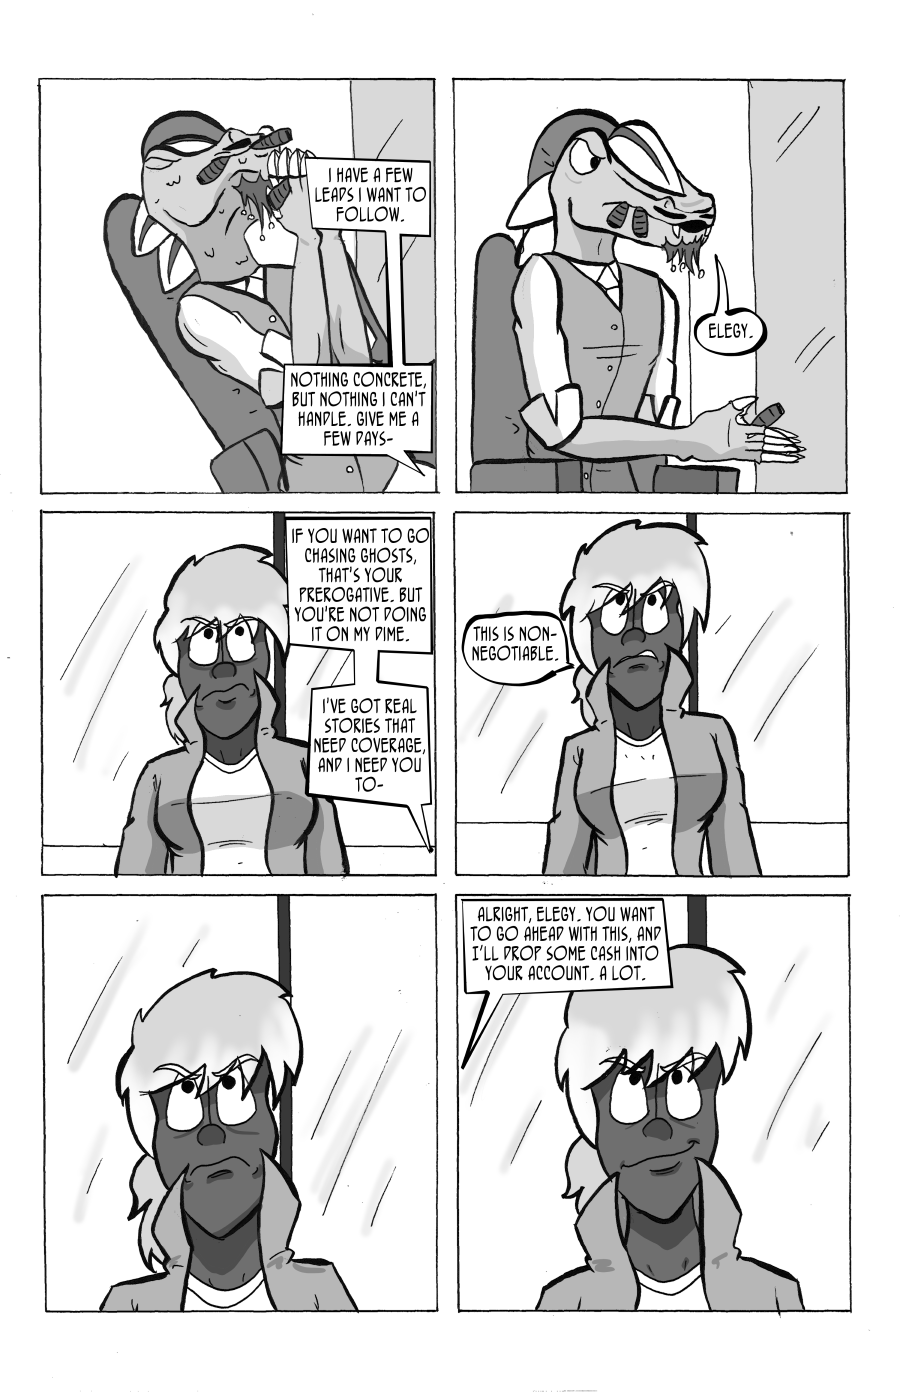 I HAVE A FEW
LEADS I WANT TO
FOLLOW.
NOTHING CONCRETE,
BUT NOTHING I CAN'T
HANDLE. GIVE ME A
FEW DAYS-
ELEGY.
IF YOU WANT TO GO
CHASING GHOSTS,
THAT'S YOUR
PREROGATIVE. BUT
YOU'RE NOT DOING
IT ON MY DIME.
I'VE GOT REAL
STORIES THAT
NEED COVERAGE,
AND I NEED YOU
TO-
THIS IS NON-
NEGOTIABLE.
ALRIGHT, ELEGY. YOU WANT
TO GO AHEAD WITH THIS, AND
I'LL DROP SOME CASH INTO
YOUR ACCOUNT. A LOT.